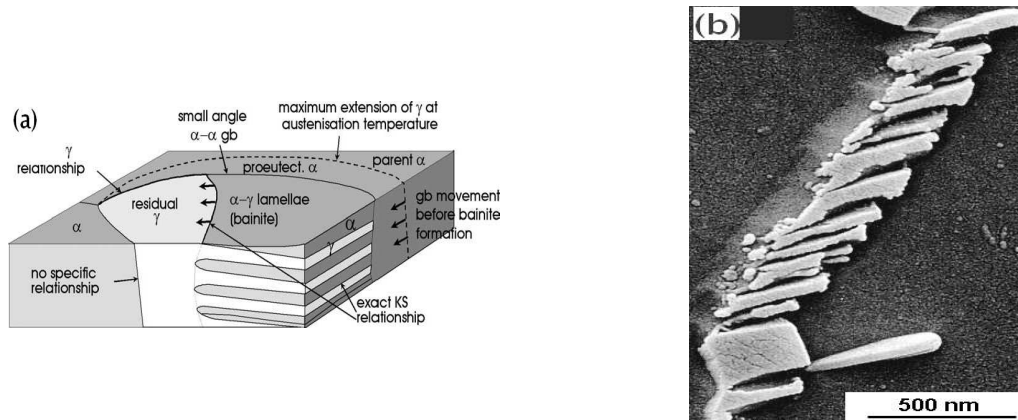 (a)
small angle
α–α gb
maximum extension of γ at
austenisation temperature
γ
relationship
proeutect. α
parent α
residual
γ
α–γ lamellae
(bainite)
gb movement
before bainite
formation
α
α
γ
no specific
relationship
exact KS
relationship
(b)
500 nm